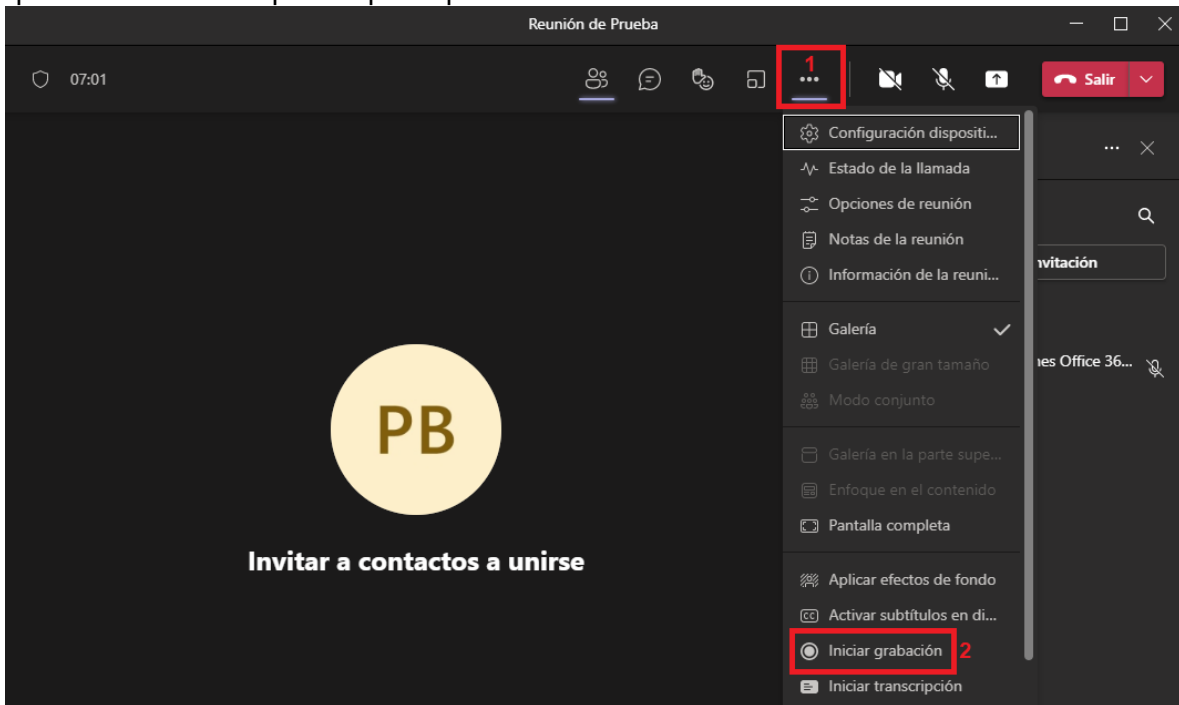 Reunión de Prueba
07:01
1
Salir
Configuración dispositi...
Estado de la llamada
Opciones de reunión
Notas de la reunión
nvitación
Información de la reuni...
Galería
nes Office 36...
Galería de gran tamaño
Modo conjunto
PB
Galería en la parte supe...
Enfoque en el contenido
Pantalla completa
Invitar a contactos a unirse
Aplicar efectos de fondo
CC Activar subtítulos en di...
Iniciar grabación 2
Iniciar transcripción